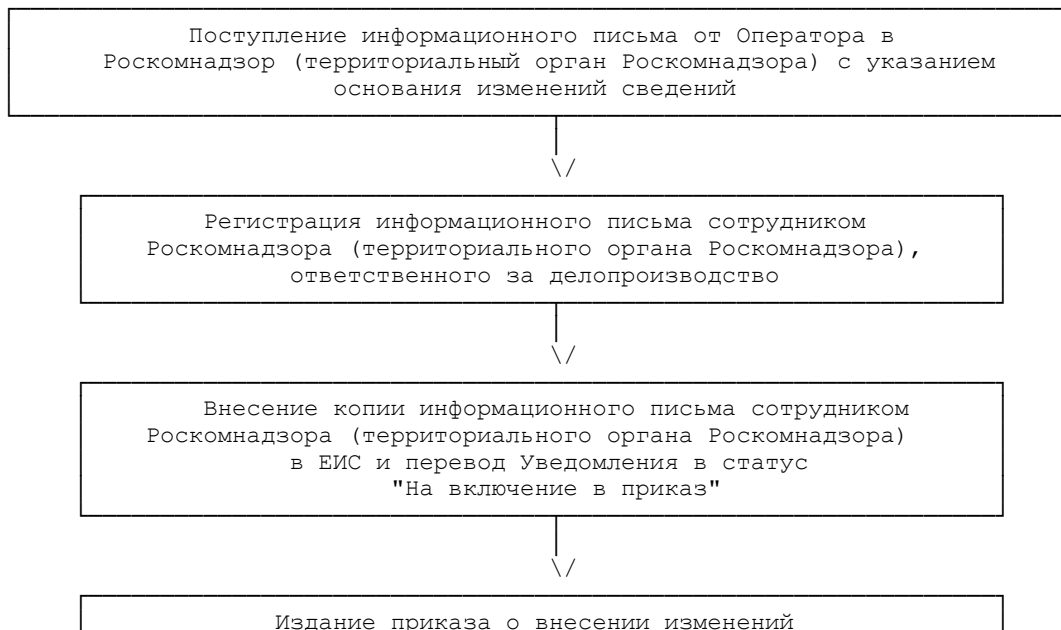 Поступление информационного письма от Оператора в
Роскомнадзор (территориальный орган Роскомнадзора) с указанием
основания изменений сведений
\/
Регистрация информационного письма сотрудником
Роскомнадзора (территориального органа Роскомнадзора),
ответственного за делопроизводство
\/
Внесение копии информационного письма сотрудником
Роскомнадзора (территориального органа Роскомнадзора)
в ЕИС и перевод Уведомления в статус
"На включение в приказ"
\/
Издание приказа о внесении изменений